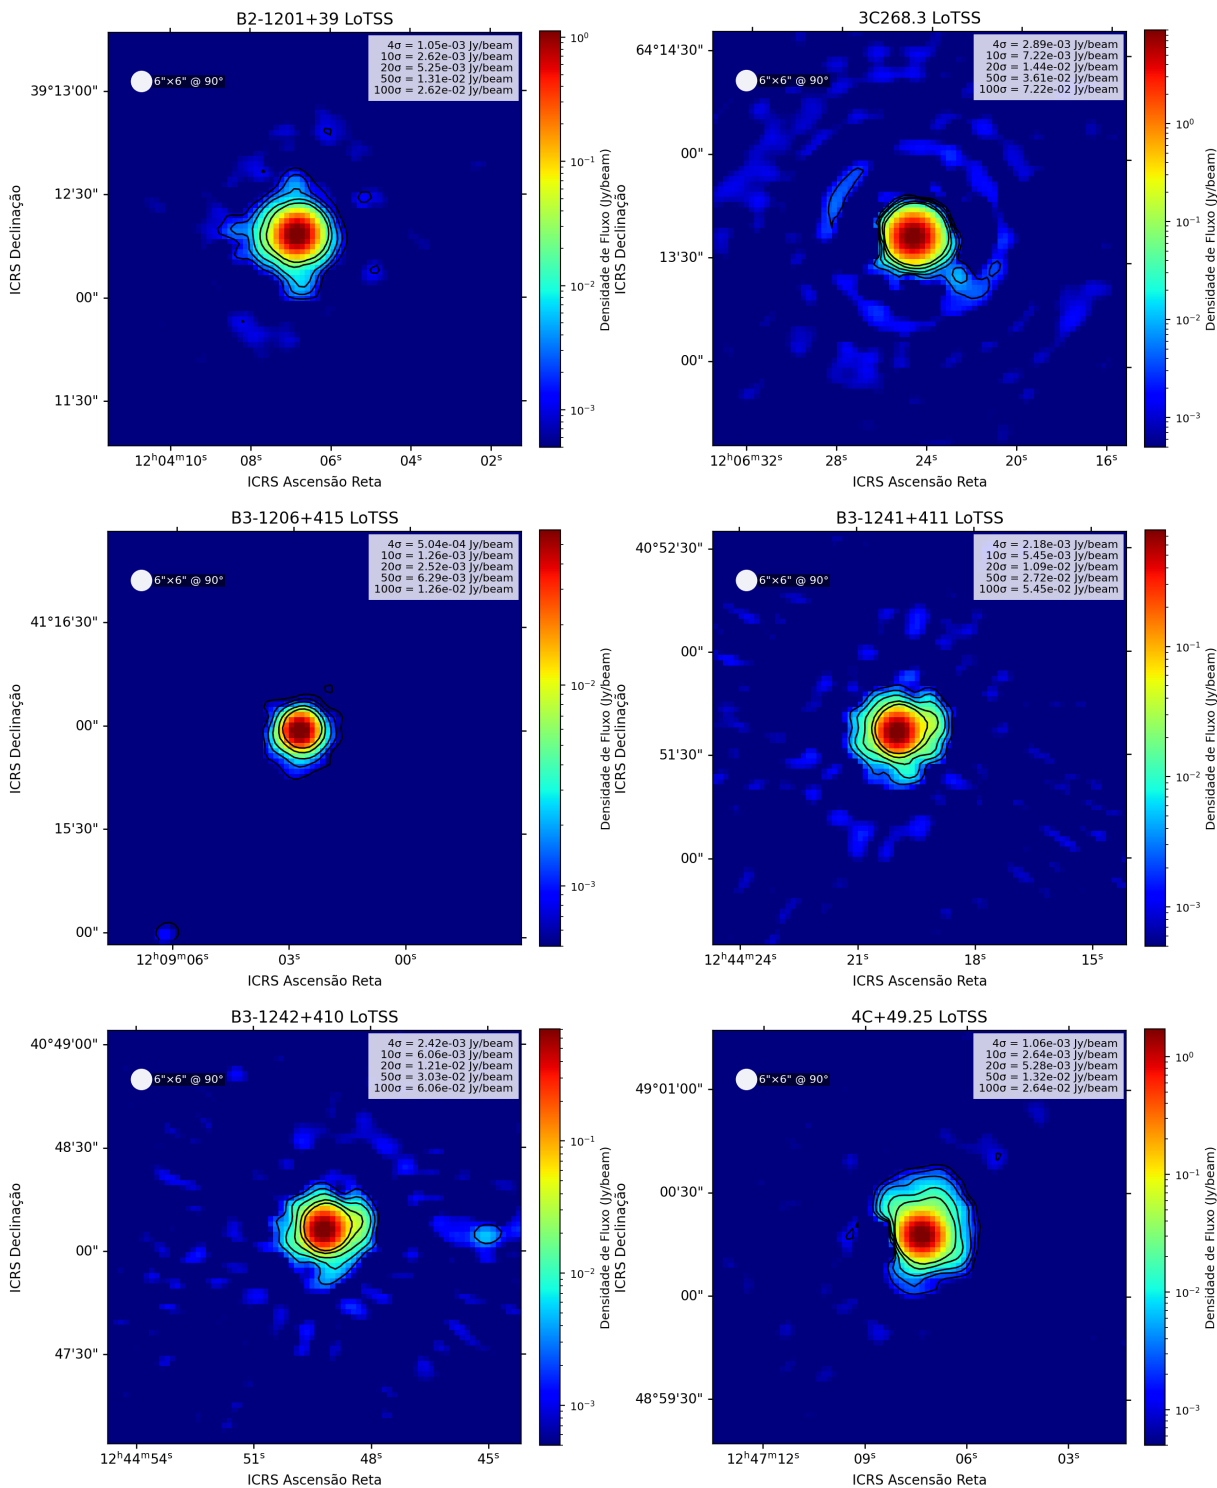 B2-1201+39 LoTSS
4σ = 1.05e-03 Jy/beam
10σ = 2.62e-03 Jy/beam
20σ = 5.25e-03 Jy/beam
50σ = 1.31e-02 Jy/beam
100σ = 2.62e-02 Jy/beam
6"×6" @ 90°
39°13'00"
12'30"
00"
11'30"
ICRS Declinação
12ʰ04ᵐ10ˢ 08ˢ 06ˢ 04ˢ 02ˢ
ICRS Ascensão Reta
10⁰
10⁻¹
10⁻²
10⁻³
Densidade de Fluxo (Jy/beam)
3C268.3 LoTSS
4σ = 2.89e-03 Jy/beam
10σ = 7.22e-03 Jy/beam
20σ = 1.44e-02 Jy/beam
50σ = 3.61e-02 Jy/beam
100σ = 7.22e-02 Jy/beam
6"×6" @ 90°
64°14'30"
00"
13'30"
00"
ICRS Declinação
12ʰ06ᵐ32ˢ 28ˢ 24ˢ 20ˢ 16ˢ
ICRS Ascensão Reta
10⁰
10⁻¹
10⁻²
10⁻³
Densidade de Fluxo (Jy/beam)
B3-1206+415 LoTSS
4σ = 5.04e-04 Jy/beam
10σ = 1.26e-03 Jy/beam
20σ = 2.52e-03 Jy/beam
50σ = 6.29e-03 Jy/beam
100σ = 1.26e-02 Jy/beam
6"×6" @ 90°
41°16'30"
00"
15'30"
00"
ICRS Declinação
12ʰ09ᵐ06ˢ 03ˢ 00ˢ
ICRS Ascensão Reta
10⁻²
10⁻³
Densidade de Fluxo (Jy/beam)
B3-1241+411 LoTSS
4σ = 2.18e-03 Jy/beam
10σ = 5.45e-03 Jy/beam
20σ = 1.09e-02 Jy/beam
50σ = 2.72e-02 Jy/beam
100σ = 5.45e-02 Jy/beam
6"×6" @ 90°
40°52'30"
00"
51'30"
00"
ICRS Declinação
12ʰ44ᵐ24ˢ 21ˢ 18ˢ 15ˢ
ICRS Ascensão Reta
10⁻¹
10⁻²
10⁻³
Densidade de Fluxo (Jy/beam)
B3-1242+410 LoTSS
4σ = 2.42e-03 Jy/beam
10σ = 6.06e-03 Jy/beam
20σ = 1.21e-02 Jy/beam
50σ = 3.03e-02 Jy/beam
100σ = 6.06e-02 Jy/beam
6"×6" @ 90°
40°49'00"
48'30"
00"
47'30"
ICRS Declinação
12ʰ44ᵐ54ˢ 51ˢ 48ˢ 45ˢ
ICRS Ascensão Reta
10⁻¹
10⁻²
10⁻³
Densidade de Fluxo (Jy/beam)
4C+49.25 LoTSS
4σ = 1.06e-03 Jy/beam
10σ = 2.64e-03 Jy/beam
20σ = 5.28e-03 Jy/beam
50σ = 1.32e-02 Jy/beam
100σ = 2.64e-02 Jy/beam
6"×6" @ 90°
49°01'00"
00'30"
00"
48°59'30"
ICRS Declinação
12ʰ47ᵐ12ˢ 09ˢ 06ˢ 03ˢ
ICRS Ascensão Reta
10⁰
10⁻¹
10⁻²
10⁻³
Densidade de Fluxo (Jy/beam)